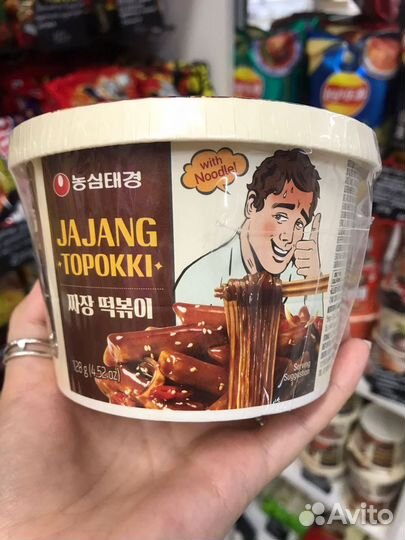 농심태경
JAJANG
TOPOKKI
짜장 떡볶이
128 g (4.52 oz)
with
Noodle!
Serving
Suggestion
Lay's
Avito